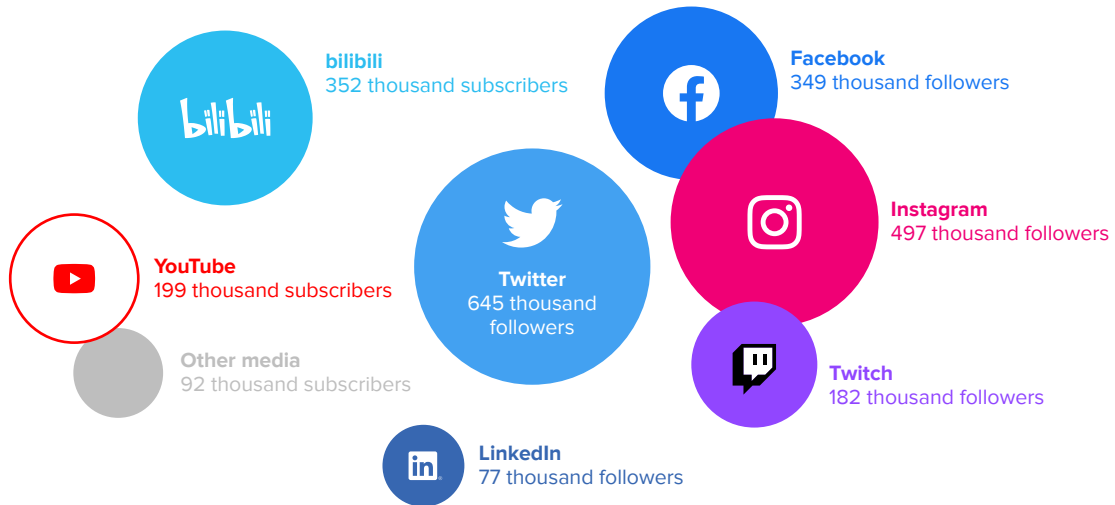 bilibili
352 thousand subscribers
bilibili
Facebook
349 thousand followers
Instagram
497 thousand followers
Twitter
645 thousand
followers
YouTube
199 thousand subscribers
Other media
92 thousand subscribers
Twitch
182 thousand followers
in
LinkedIn
77 thousand followers